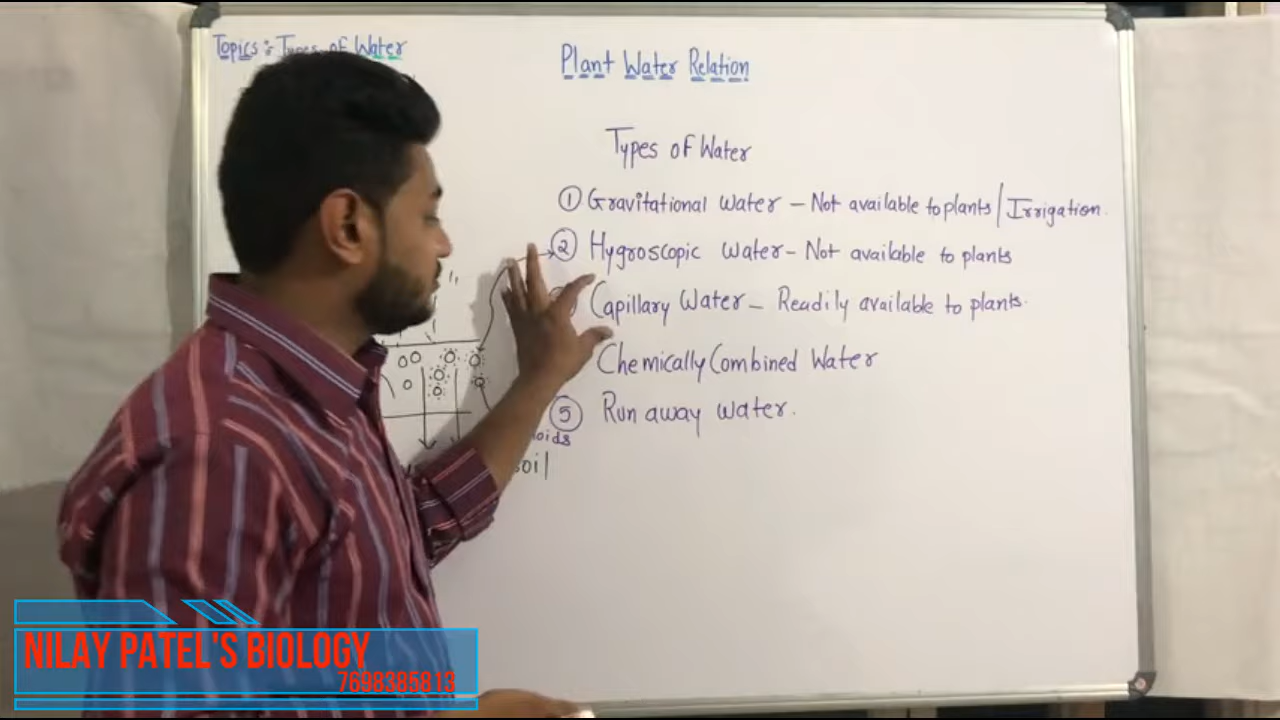 Topics : Types of Water
Plant Water Relation
Types of Water
① Gravitational Water – Not available to plants / Irrigation.
② Hygroscopic Water – Not available to plants
Capillary Water – Readily available to plants.
Chemically Combined Water
⑤ Run away water.
soil
NILAY PATEL'S BIOLOGY
7698385813